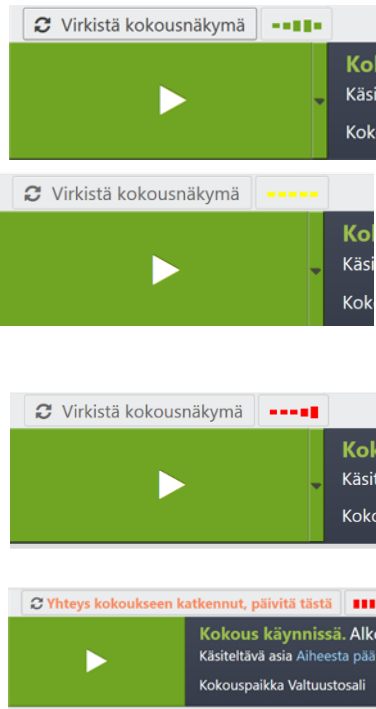 Virkistä kokousnäkymä
Virkistä kokousnäkymä
Virkistä kokousnäkymä
Yhteys kokoukseen katkennut, päivitä tästä
Kokous käynnissä.
Käsiteltävä asia Aiheesta
Kokouspaikka Valtuustosali